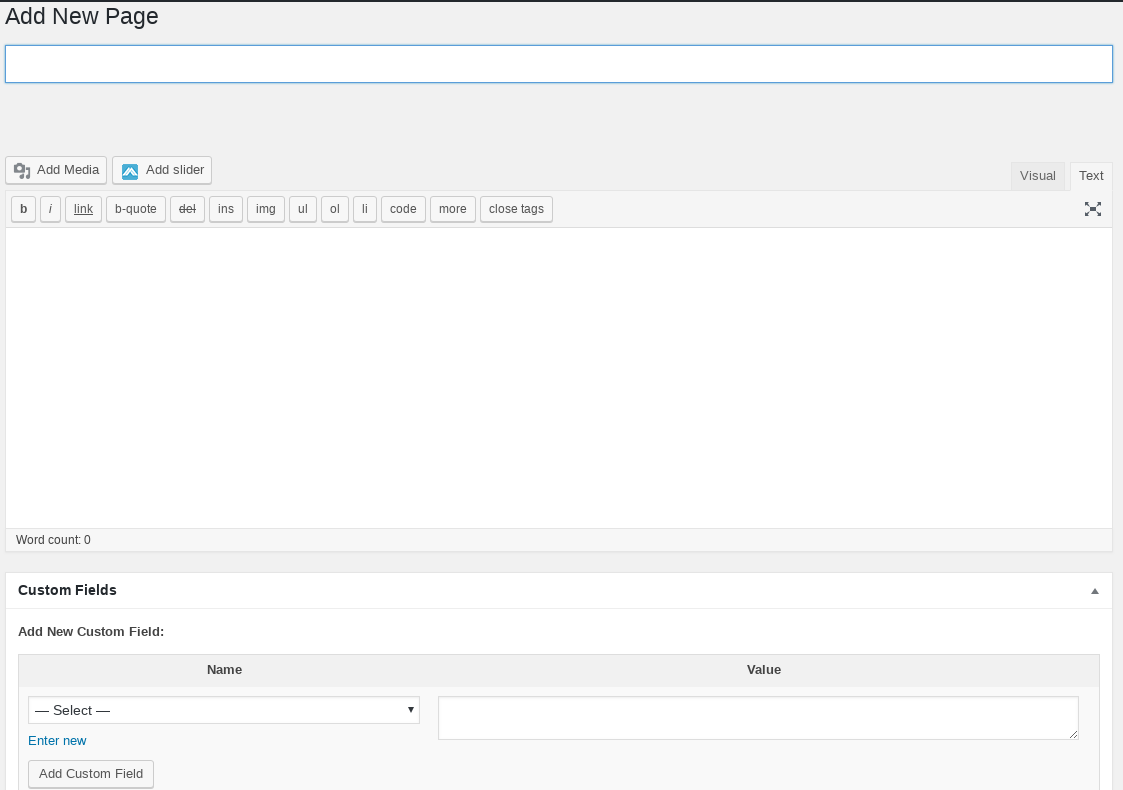 Add New Page
Add Media Add slider Visual Text
b i link b-quote del ins img ul ol li code more close tags
Word count: 0
Custom Fields
Add New Custom Field:
Name Value
— Select —
Enter new
Add Custom Field